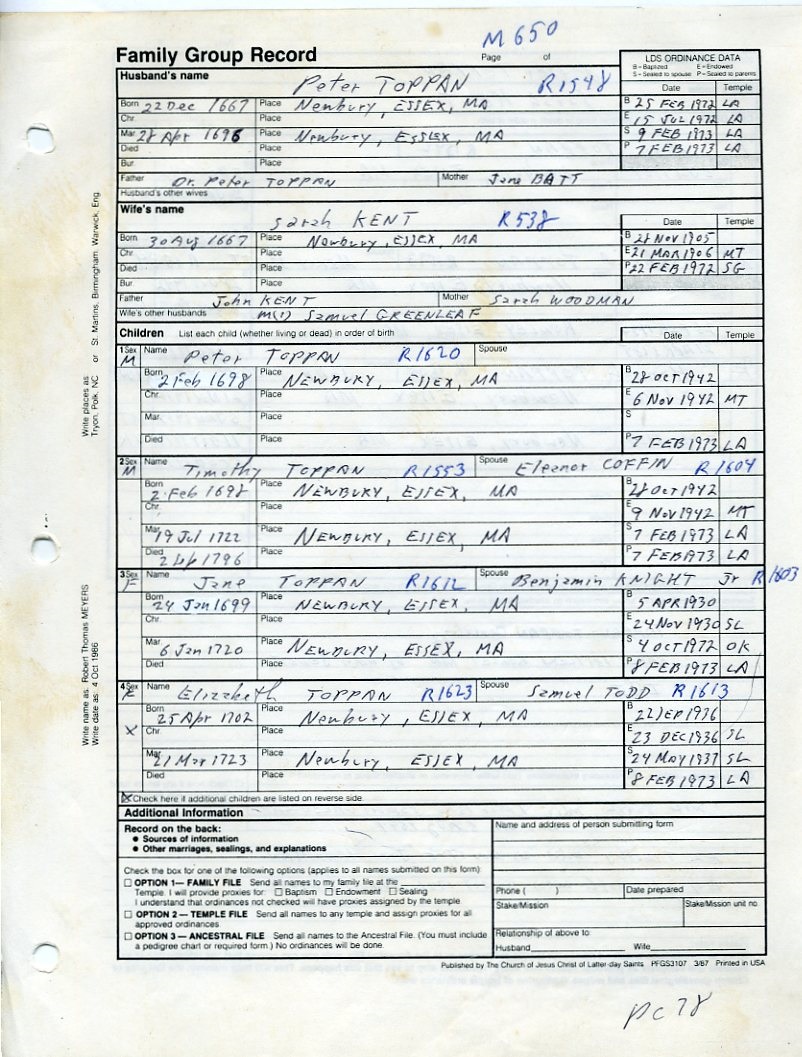 M 650
Family Group Record
Page of
LDS ORDINANCE DATA
B = Baptized E = Endowed
S = Sealed to spouse P = Sealed to parents
Husband's name Peter TOPPAN R1548 Date Temple
Born 22 Dec 1667 Place Newbury, ESSEX, MA B 25 FEB 1972 LA
Chr. Place E 15 JUL 1972 LA
Mar. 28 Apr 1696 Place Newbury, ESSEX, MA S 9 FEB 1973 LA
Died Place P 7 FEB 1973 LA
Bur. Place
Father Dr. Peter TOPPAN Mother Jane BATT
Husband's other wives
Wife's name Sarah KENT R538 Date Temple
Born 30 Aug 1667 Place Newbury, ESSEX, MA B 28 NOV 1905
Chr. Place E 21 MAR 1906 MT
Died Place P 22 FEB 1972 SG
Bur. Place
Father John KENT Mother Sarah WOODMAN
Wife's other husbands m(1) Samuel GREENLEAF
Children List each child (whether living or dead) in order of birth Date Temple
1 Sex M Name Peter TOPPAN R1620 Spouse
Born 2 Feb 1698 Place NEWBURY, ESSEX, MA B 28 OCT 1942
Chr. Place E 6 NOV 1942 MT
Mar. Place S
Died Place P 7 FEB 1973 LA
2 Sex M Name Timothy TOPPAN R1553 Spouse Eleanor COFFIN R1604
Born 2 Feb 1698 Place NEWBURY, ESSEX, MA B 28 OCT 1942
Chr. Place E 9 NOV 1942 MT
Mar. 19 Jul 1722 Place NEWBURY, ESSEX, MA S 7 FEB 1973 LA
Died 2 Sep 1796 Place P 7 FEB 1973 LA
3 Sex F Name Jane TOPPAN R1612 Spouse Benjamin KNIGHT Jr R1603
Born 24 Jan 1699 Place NEWBURY, ESSEX, MA B 5 APR 1930
Chr. Place E 24 NOV 1930 SL
Mar. 6 Jan 1720 Place NEWBURY, ESSEX, MA S 4 OCT 1972 OK
Died Place P 8 FEB 1973 LA
4 Sex F Name Elizabeth TOPPAN R1623 Spouse Samuel TODD R1613
Born 25 Apr 1702 Place Newbury, ESSEX, MA B 22 SEP 1936
X Chr. Place E 23 DEC 1936 SL
Mar. 21 Mar 1723 Place Newbury, ESSEX, MA S 24 MAY 1937 SL
Died Place P 8 FEB 1973 LA
☒ Check here if additional children are listed on reverse side.
Additional Information
Record on the back:
• Sources of information
• Other marriages, sealings, and explanations
Check the box for one of the following options (applies to all names submitted on this form):
☐ OPTION 1— FAMILY FILE Send all names to my family file at the
Temple. I will provide proxies for: ☐ Baptism ☐ Endowment ☐ Sealing
I understand that ordinances not checked will have proxies assigned by the temple
☐ OPTION 2 – TEMPLE FILE Send all names to any temple and assign proxies for all
approved ordinances
☐ OPTION 3 – ANCESTRAL FILE Send all names to the Ancestral File. (You must include
a pedigree chart or required form.) No ordinances will be done.
Name and address of person submitting form
Phone ( ) Date prepared
Stake/Mission Stake/Mission unit no.
Relationship of above to:
Husband Wife
Published by The Church of Jesus Christ of Latter-day Saints PFGS3107 3/87 Printed in USA
Write name as: Robert Thomas MEYERS
Write date as: 4 Oct 1986
Write places as
Tryon, Polk, NC or St. Martins, Birmingham, Warwick, Eng.
pc 78